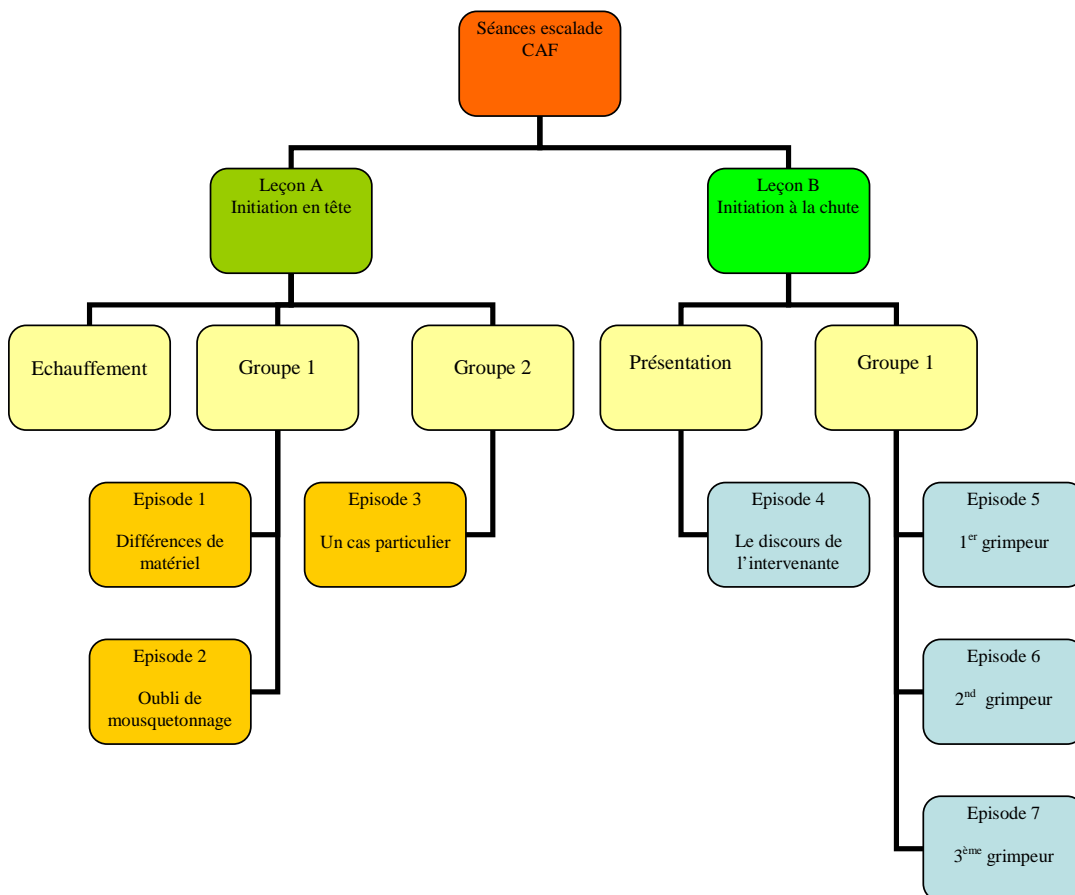 Séances escalade
CAF
Leçon A
Initiation en tête
Leçon B
Initiation à la chute
Echauffement
Groupe 1
Groupe 2
Présentation
Groupe 1
Episode 1
Différences de
matériel
Episode 3
Un cas particulier
Episode 4
Le discours de
l’intervenante
Episode 5
1er grimpeur
Episode 2
Oubli de
mousquetonnage
Episode 6
2nd grimpeur
Episode 7
3ème grimpeur